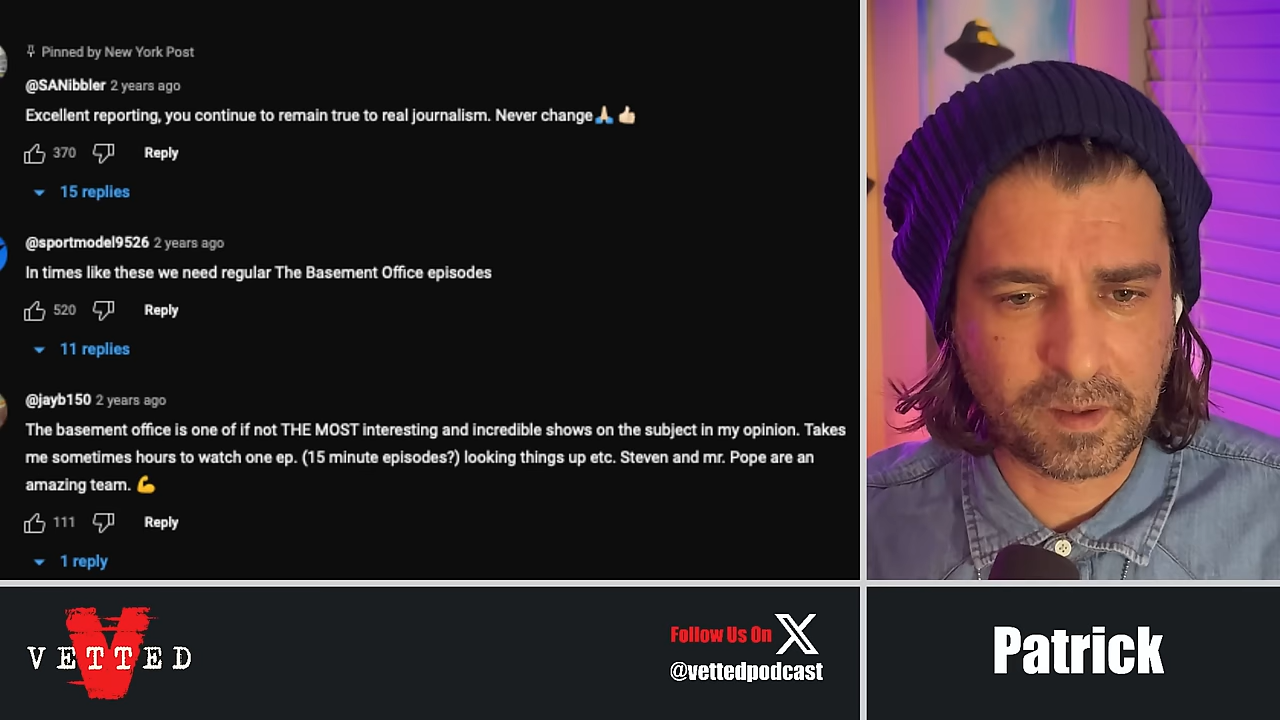 Pinned by New York Post
@SANibbler 2 years ago
Excellent reporting, you continue to remain true to real journalism. Never change🙏🏻👍🏻
370 Reply
15 replies
@sportmodel9526 2 years ago
In times like these we need regular The Basement Office episodes
520 Reply
11 replies
@jayb150 2 years ago
The basement office is one of if not THE MOST interesting and incredible shows on the subject in my opinion. Takes
me sometimes hours to watch one ep. (15 minute episodes?) looking things up etc. Steven and mr. Pope are an
amazing team. 💪
111 Reply
1 reply
VETTED
Follow Us On X
@vettedpodcast
Patrick